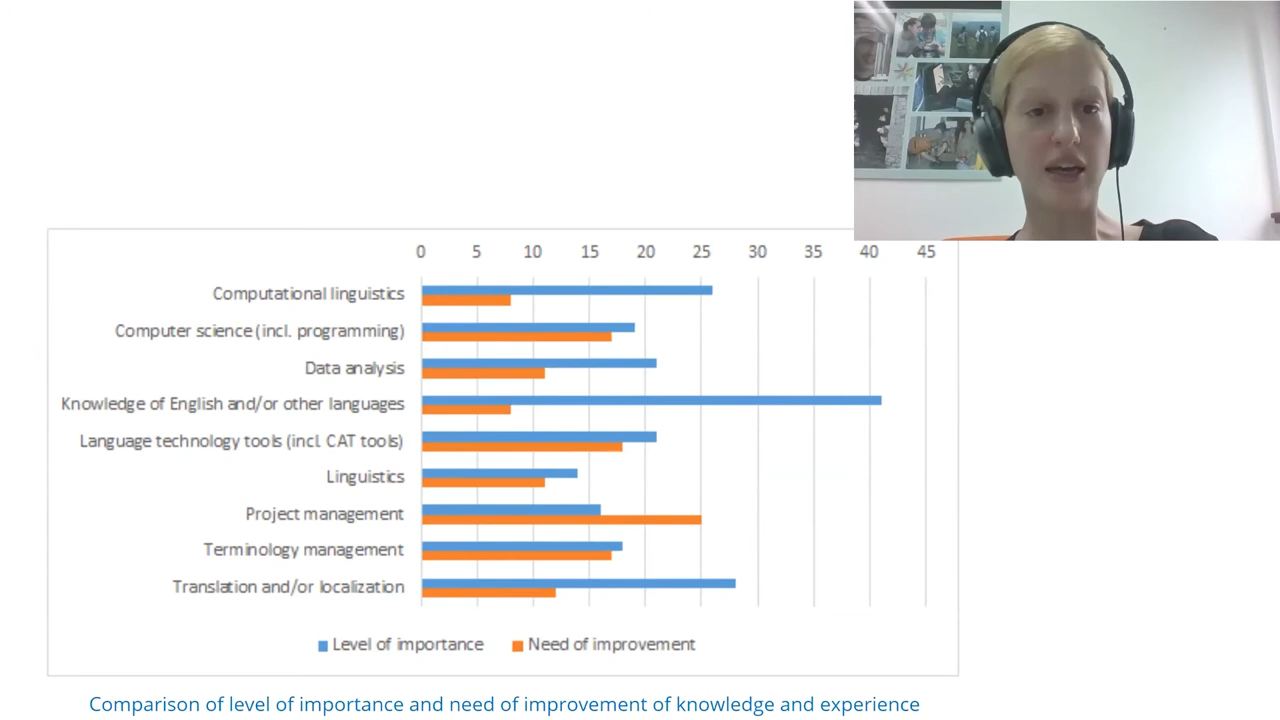 0 5 10 15 20 25 30 35 40 45
Computational linguistics
Computer science (incl. programming)
Data analysis
Knowledge of English and/or other languages
Language technology tools (incl. CAT tools)
Linguistics
Project management
Terminology management
Translation and/or localization
Level of importance Need of improvement
Comparison of level of importance and need of improvement of knowledge and experience